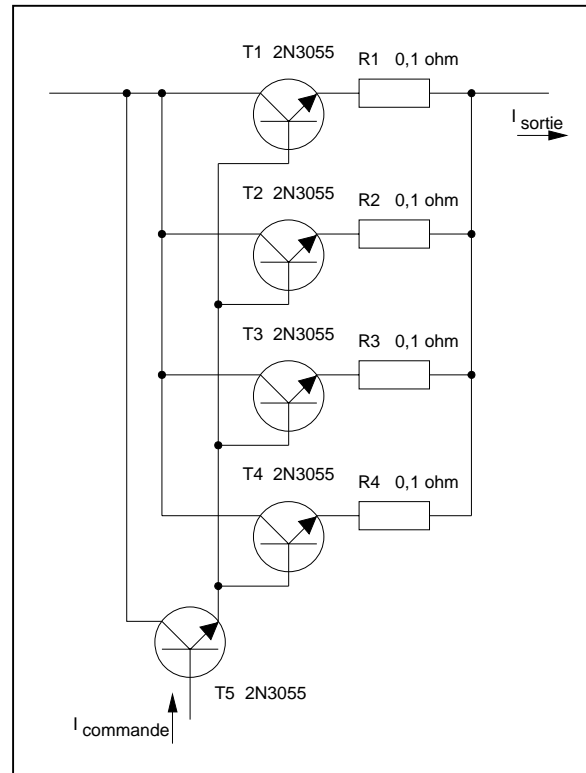 T1 2N3055
R1 0,1 ohm
I sortie
T2 2N3055
R2 0,1 ohm
T3 2N3055
R3 0,1 ohm
T4 2N3055
R4 0,1 ohm
T5 2N3055
I commande